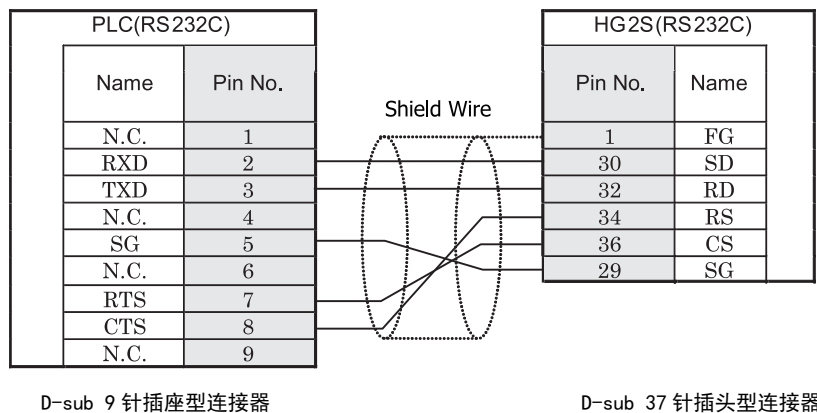 PLC(RS232C) HG2S(RS232C)
Name Pin No. Pin No. Name
Shield Wire
N.C. 1 1 FG
RXD 2 30 SD
TXD 3 32 RD
N.C. 4 34 RS
SG 5 36 CS
N.C. 6 29 SG
RTS 7
CTS 8
N.C. 9
D-sub 9 针插座型连接器 D-sub 37 针插头型连接器